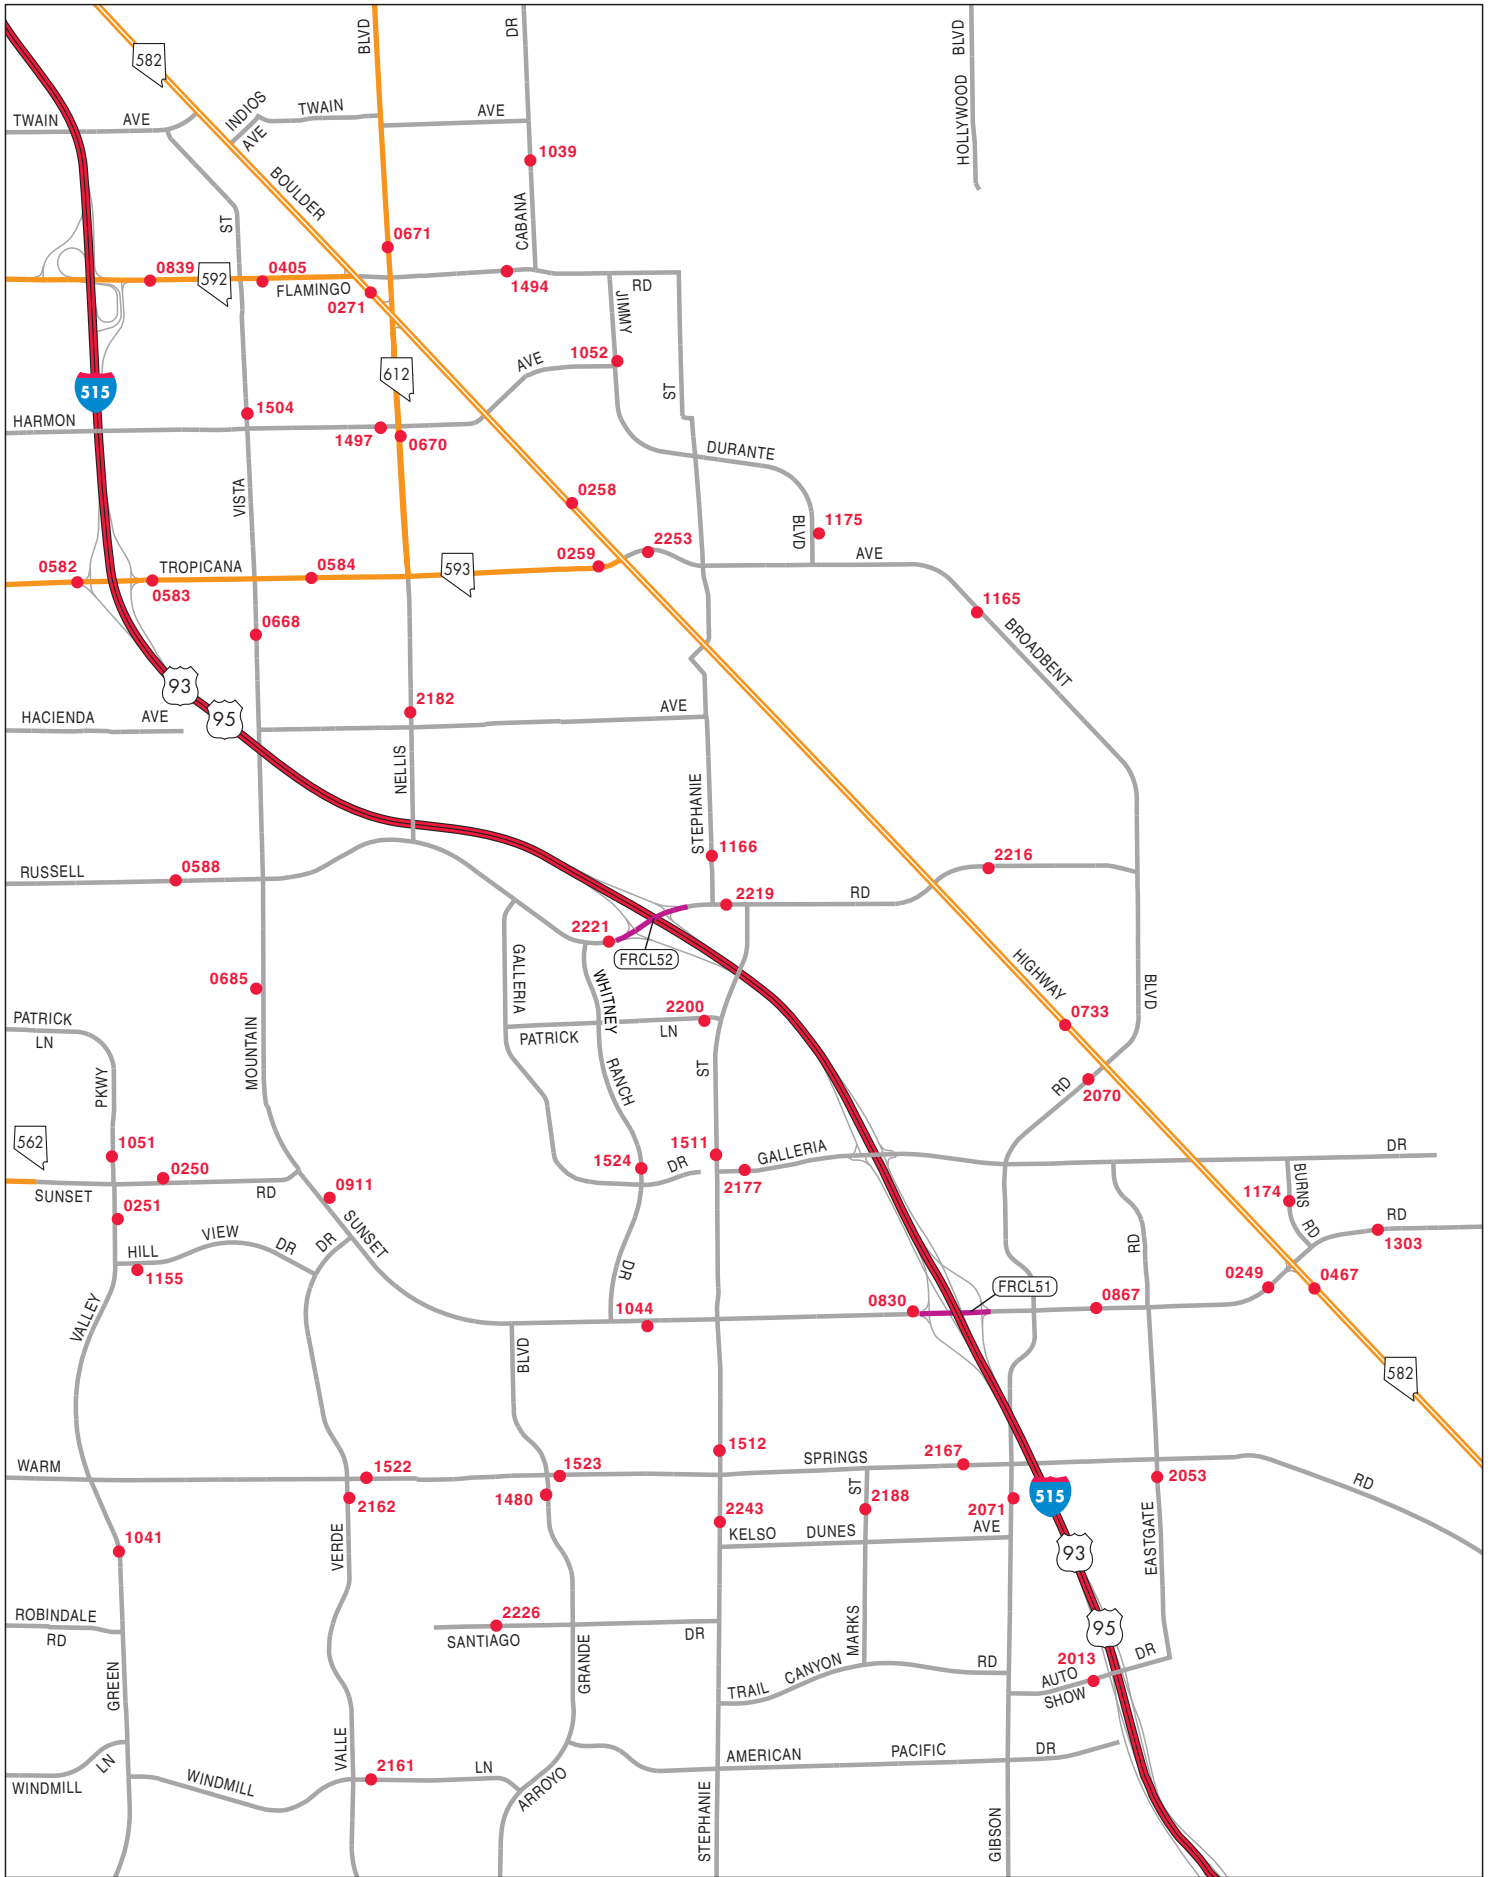 BLVD
DR
BLVD
HOLLYWOOD
582
TWAIN
AVE
INDIOS
AVE
TWAIN
AVE
1039
BOULDER
ST
CABANA
0671
0839
592
0405
FLAMINGO
0271
1494
RD
JIMMY
1052
AVE
612
ST
515
1504
HARMON
1497
0670
DURANTE
VISTA
0258
1175
BLVD
0582
TROPICANA
0583
0584
593
0259
2253
AVE
1165
BROADBENT
0668
93
95
2182
HACIENDA
AVE
AVE
NELLIS
STEPHANIE
1166
2216
RUSSELL
0588
2219
RD
2221
FRCL52
GALLERIA
WHITNEY
HIGHWAY
BLVD
0685
2200
0733
PATRICK
LN
PATRICK
LN
MOUNTAIN
PKWY
RANCH
ST
RD
2070
562
1051
1511
GALLERIA
DR
0250
1524
DR
2177
SUNSET
RD
0911
BURNS
1174
0251
SUNSET
RD
RD
1303
HILL
VIEW
DR
DR
1155
DR
RD
FRCL51
0249
0467
VALLEY
1044
0830
0867
BLVD
582
1512
WARM
1522
1523
SPRINGS
2167
2053
RD
2162
1480
ST
2188
2071
515
2243
KELSO
DUNES
AVE
1041
VERDE
93
EASTGATE
ROBINDALE
RD
2226
SANTIAGO
DR
MARKS
95
GREEN
GRANDE
TRAIL
CANYON
RD
2013
AUTO
SHOW
DR
VALLE
AMERICAN
PACIFIC
DR
LN
WINDMILL
WINDMILL
2161
LN
ARROYO
STEPHANIE
GIBSON